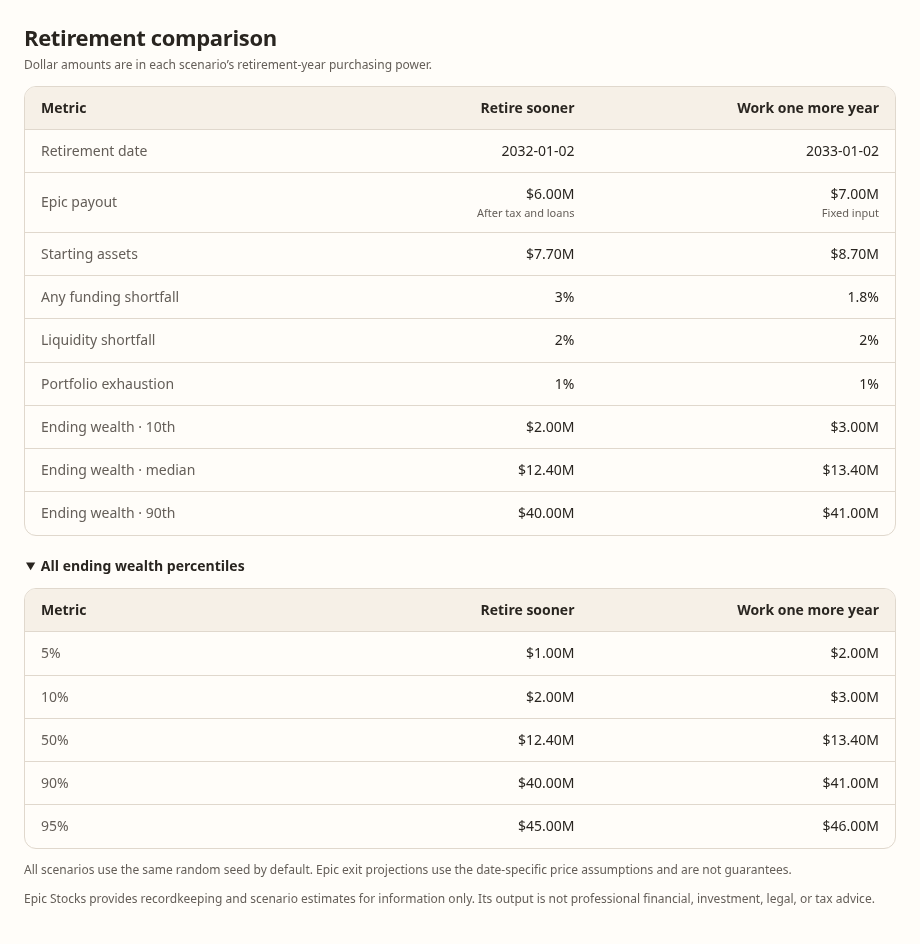 Retirement comparison
Dollar amounts are in each scenario’s retirement-year purchasing power.
Metric Retire sooner Work one more year
Retirement date 2032-01-02 2033-01-02
Epic payout $6.00M $7.00M
After tax and loans Fixed input
Starting assets $7.70M $8.70M
Any funding shortfall 3% 1.8%
Liquidity shortfall 2% 2%
Portfolio exhaustion 1% 1%
Ending wealth · 10th $2.00M $3.00M
Ending wealth · median $12.40M $13.40M
Ending wealth · 90th $40.00M $41.00M
▼ All ending wealth percentiles
Metric Retire sooner Work one more year
5% $1.00M $2.00M
10% $2.00M $3.00M
50% $12.40M $13.40M
90% $40.00M $41.00M
95% $45.00M $46.00M
All scenarios use the same random seed by default. Epic exit projections use the date-specific price assumptions and are not guarantees.
Epic Stocks provides recordkeeping and scenario estimates for information only. Its output is not professional financial, investment, legal, or tax advice.